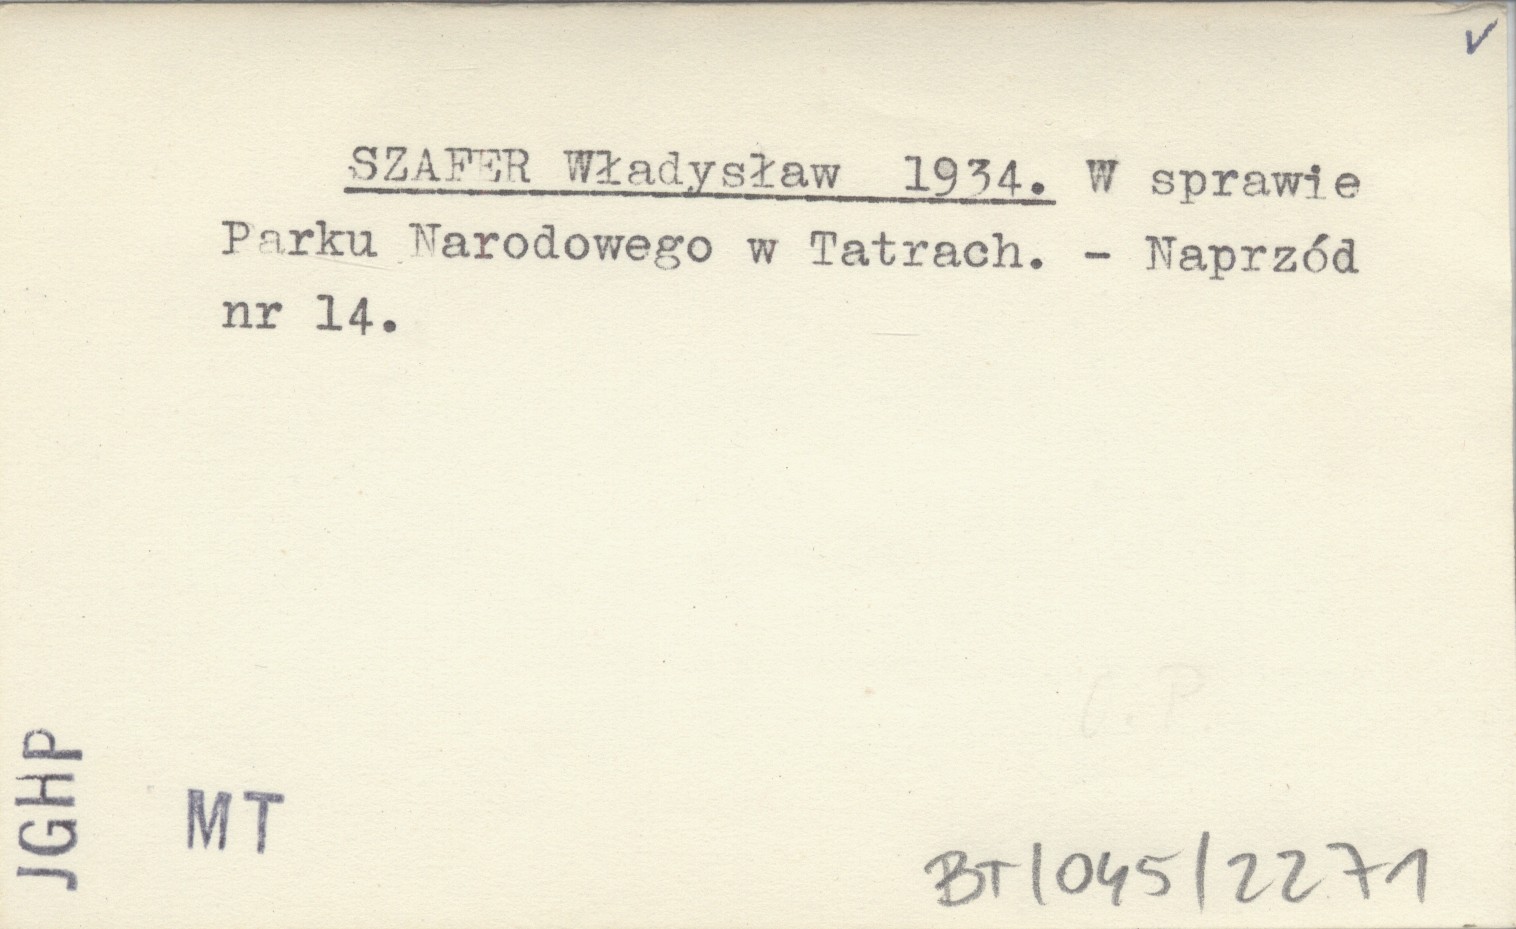 ✓
SZAFER Władysław 1934. W sprawie
Parku Narodowego w Tatrach. - Naprzód
nr 14.
JGHP
MT
BT/045/2271